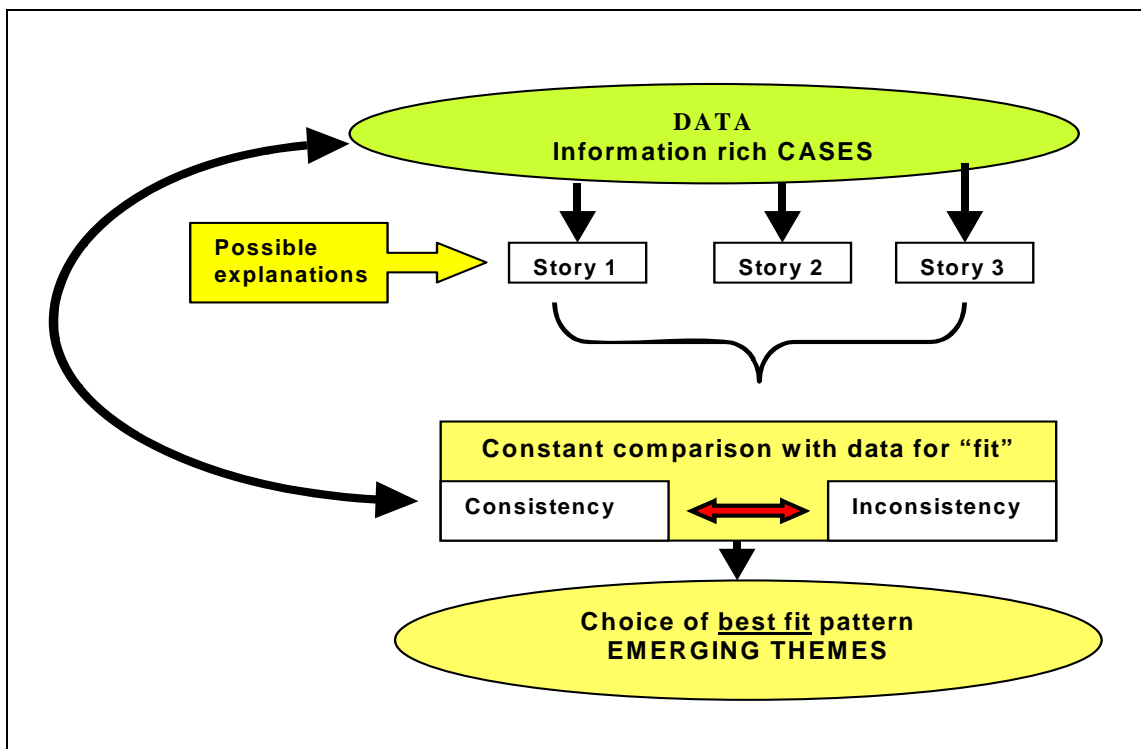 DATA
Information rich CASES
Possible
explanations
Story 1
Story 2
Story 3
Constant comparison with data for “fit”
Consistency
Inconsistency
Choice of best fit pattern
EMERGING THEMES